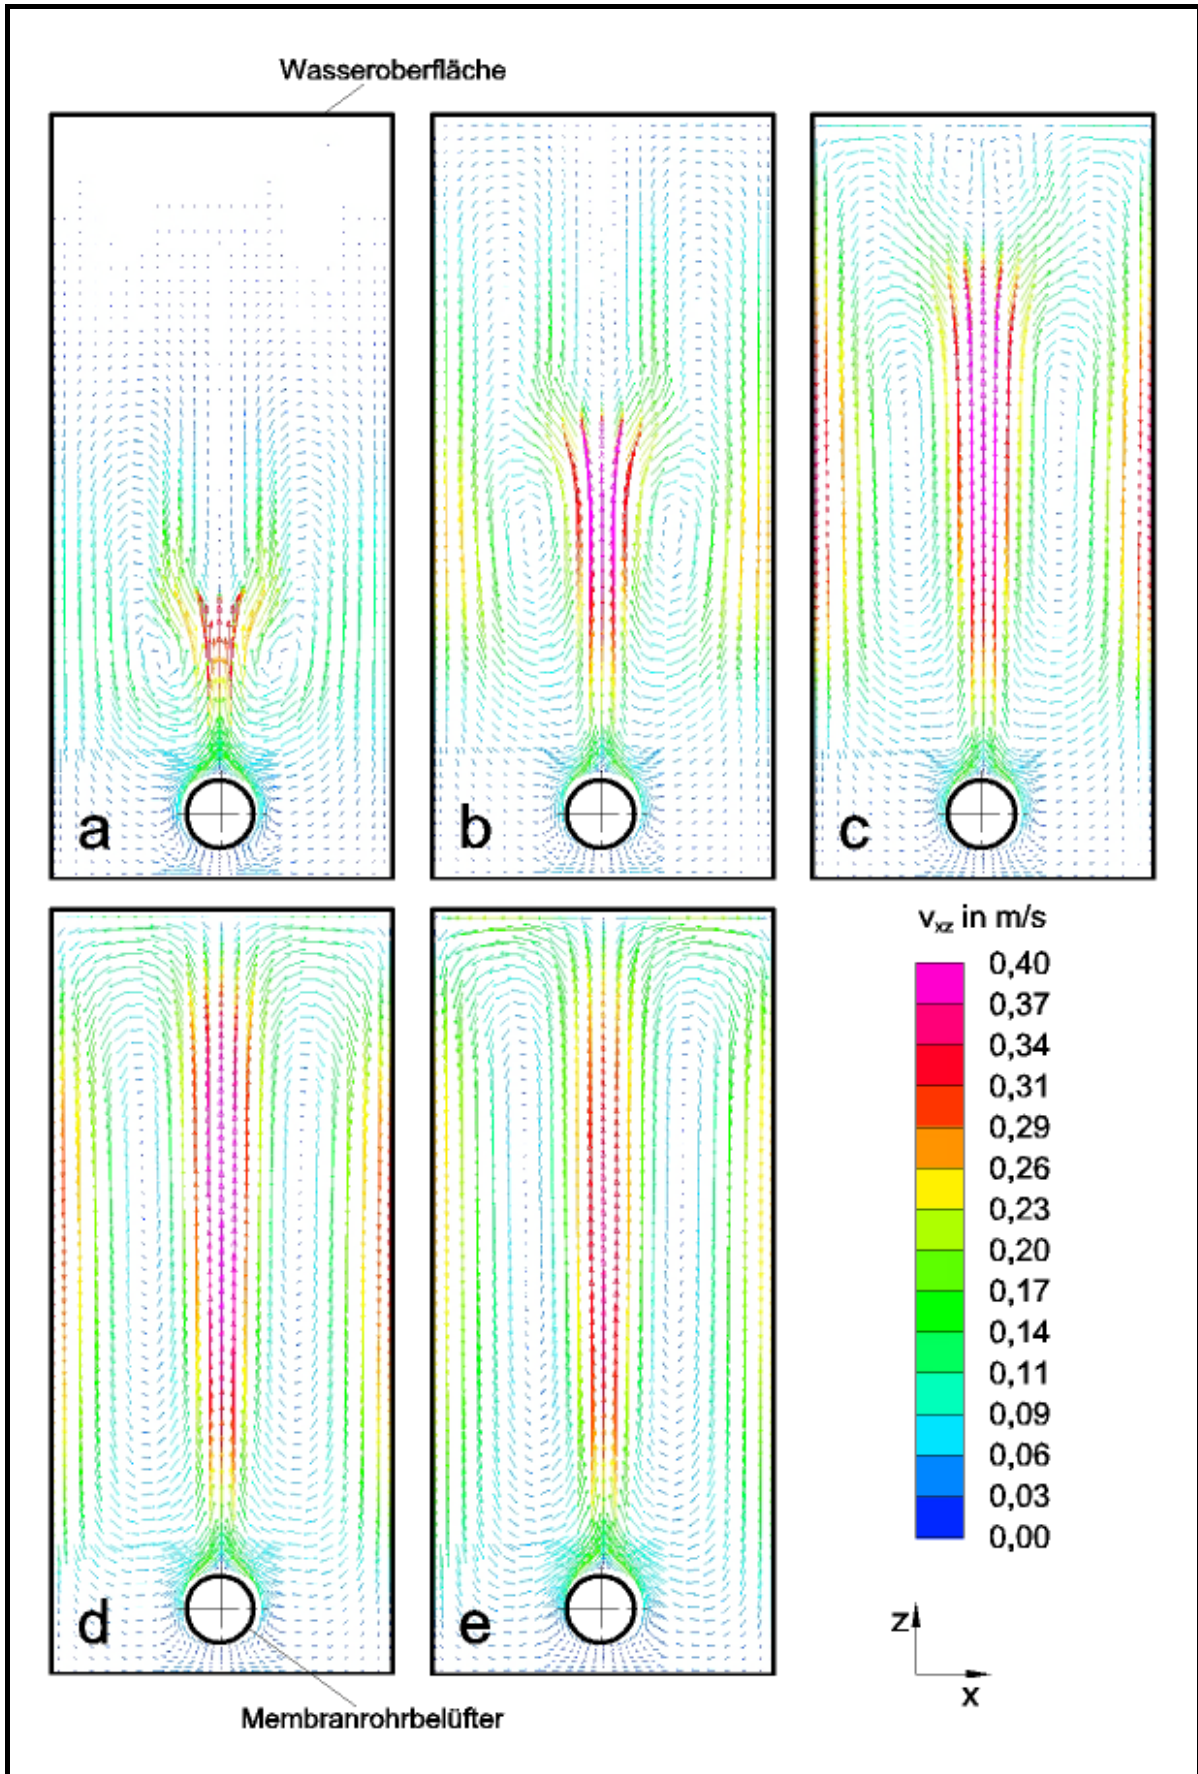 Wasseroberfläche
a
b
c
v_xz in m/s
0,40
0,37
0,34
0,31
0,29
0,26
0,23
0,20
0,17
0,14
0,11
0,09
0,06
0,03
0,00
d
e
z
x
Membranrohrbelüfter